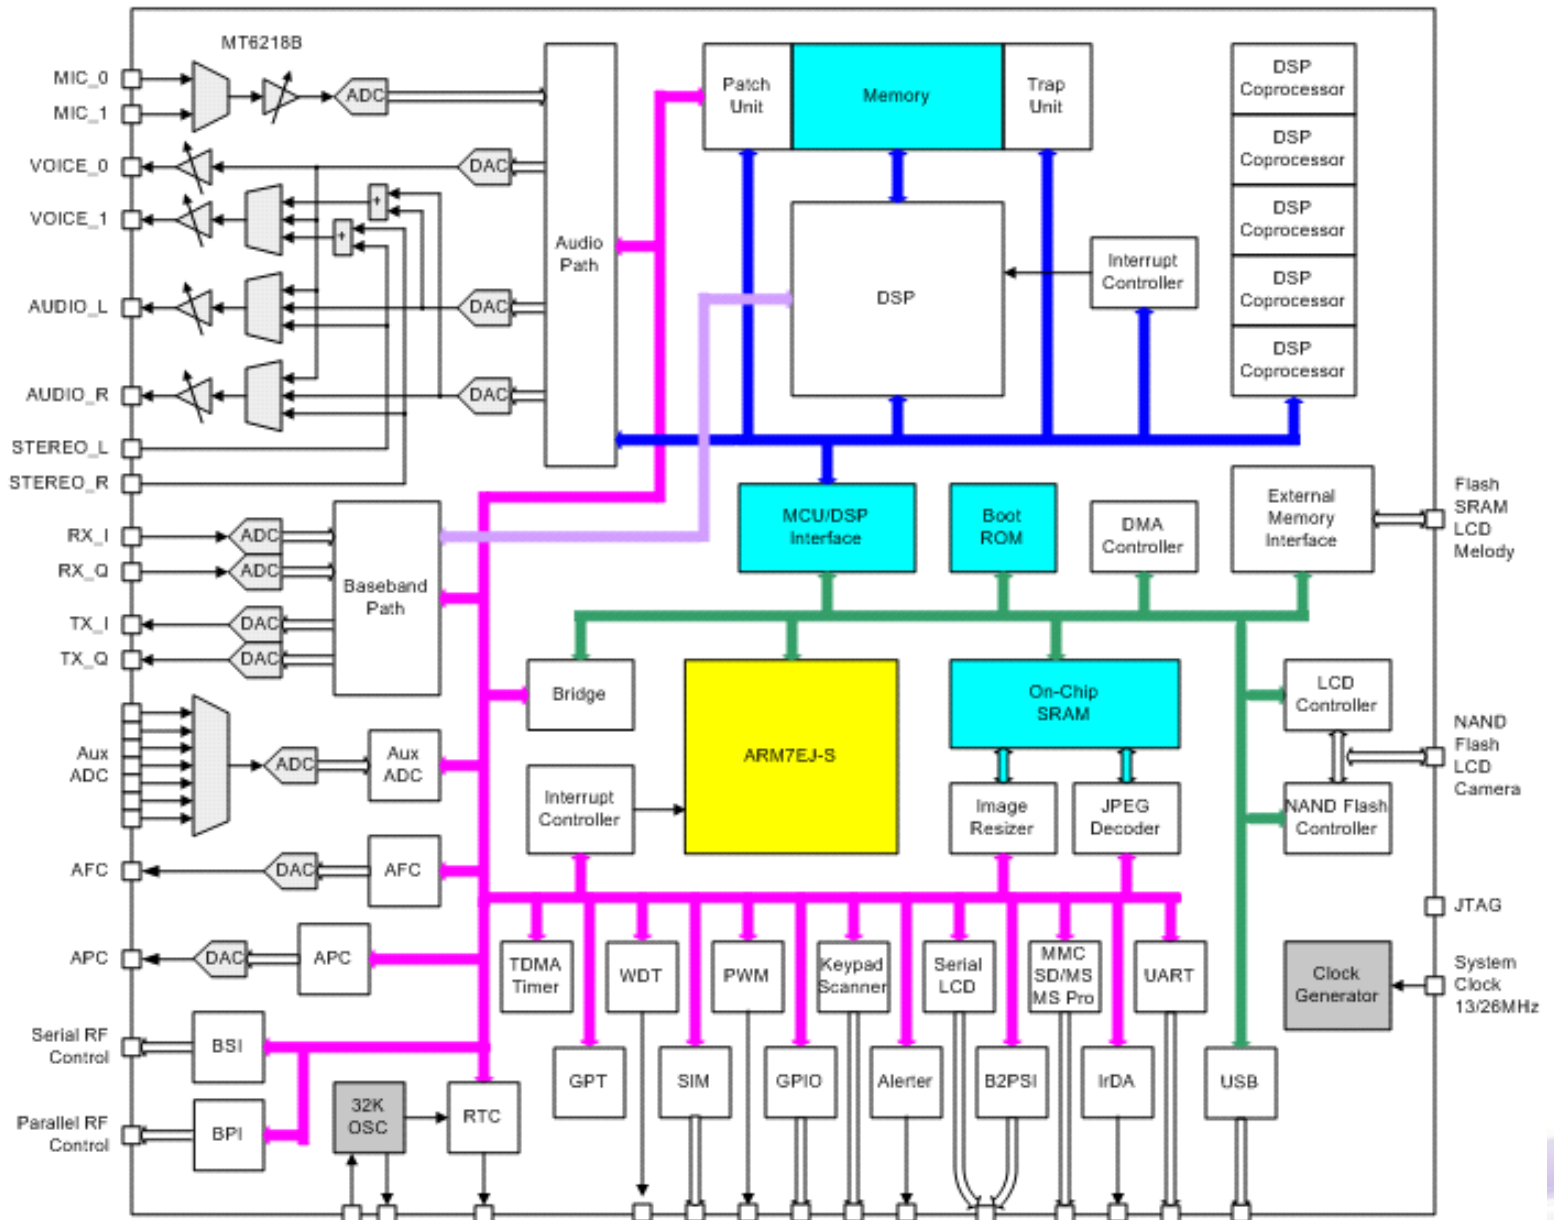 MT6218B
MIC_0
MIC_1
ADC
VOICE_0
DAC
VOICE_1
+
+
AUDIO_L
DAC
AUDIO_R
DAC
STEREO_L
STEREO_R
Audio
Path
Patch
Unit
Memory
Trap
Unit
DSP
Interrupt
Controller
DSP
Coprocessor
DSP
Coprocessor
DSP
Coprocessor
DSP
Coprocessor
DSP
Coprocessor
RX_I
ADC
RX_Q
ADC
TX_I
DAC
TX_Q
DAC
Baseband
Path
MCU/DSP
Interface
Boot
ROM
DMA
Controller
External
Memory
Interface
Flash
SRAM
LCD
Melody
Bridge
ARM7EJ-S
On-Chip
SRAM
LCD
Controller
NAND
Flash
LCD
Camera
Aux
ADC
ADC
Aux
ADC
Interrupt
Controller
Image
Resizer
JPEG
Decoder
NAND Flash
Controller
AFC
DAC
AFC
JTAG
APC
DAC
APC
TDMA
Timer
WDT
PWM
Keypad
Scanner
Serial
LCD
MMC
SD/MS
MS Pro
UART
Clock
Generator
System
Clock
13/26MHz
Serial RF
Control
BSI
GPT
SIM
GPIO
Alerter
B2PSI
IrDA
USB
Parallel RF
Control
BPI
32K
OSC
RTC